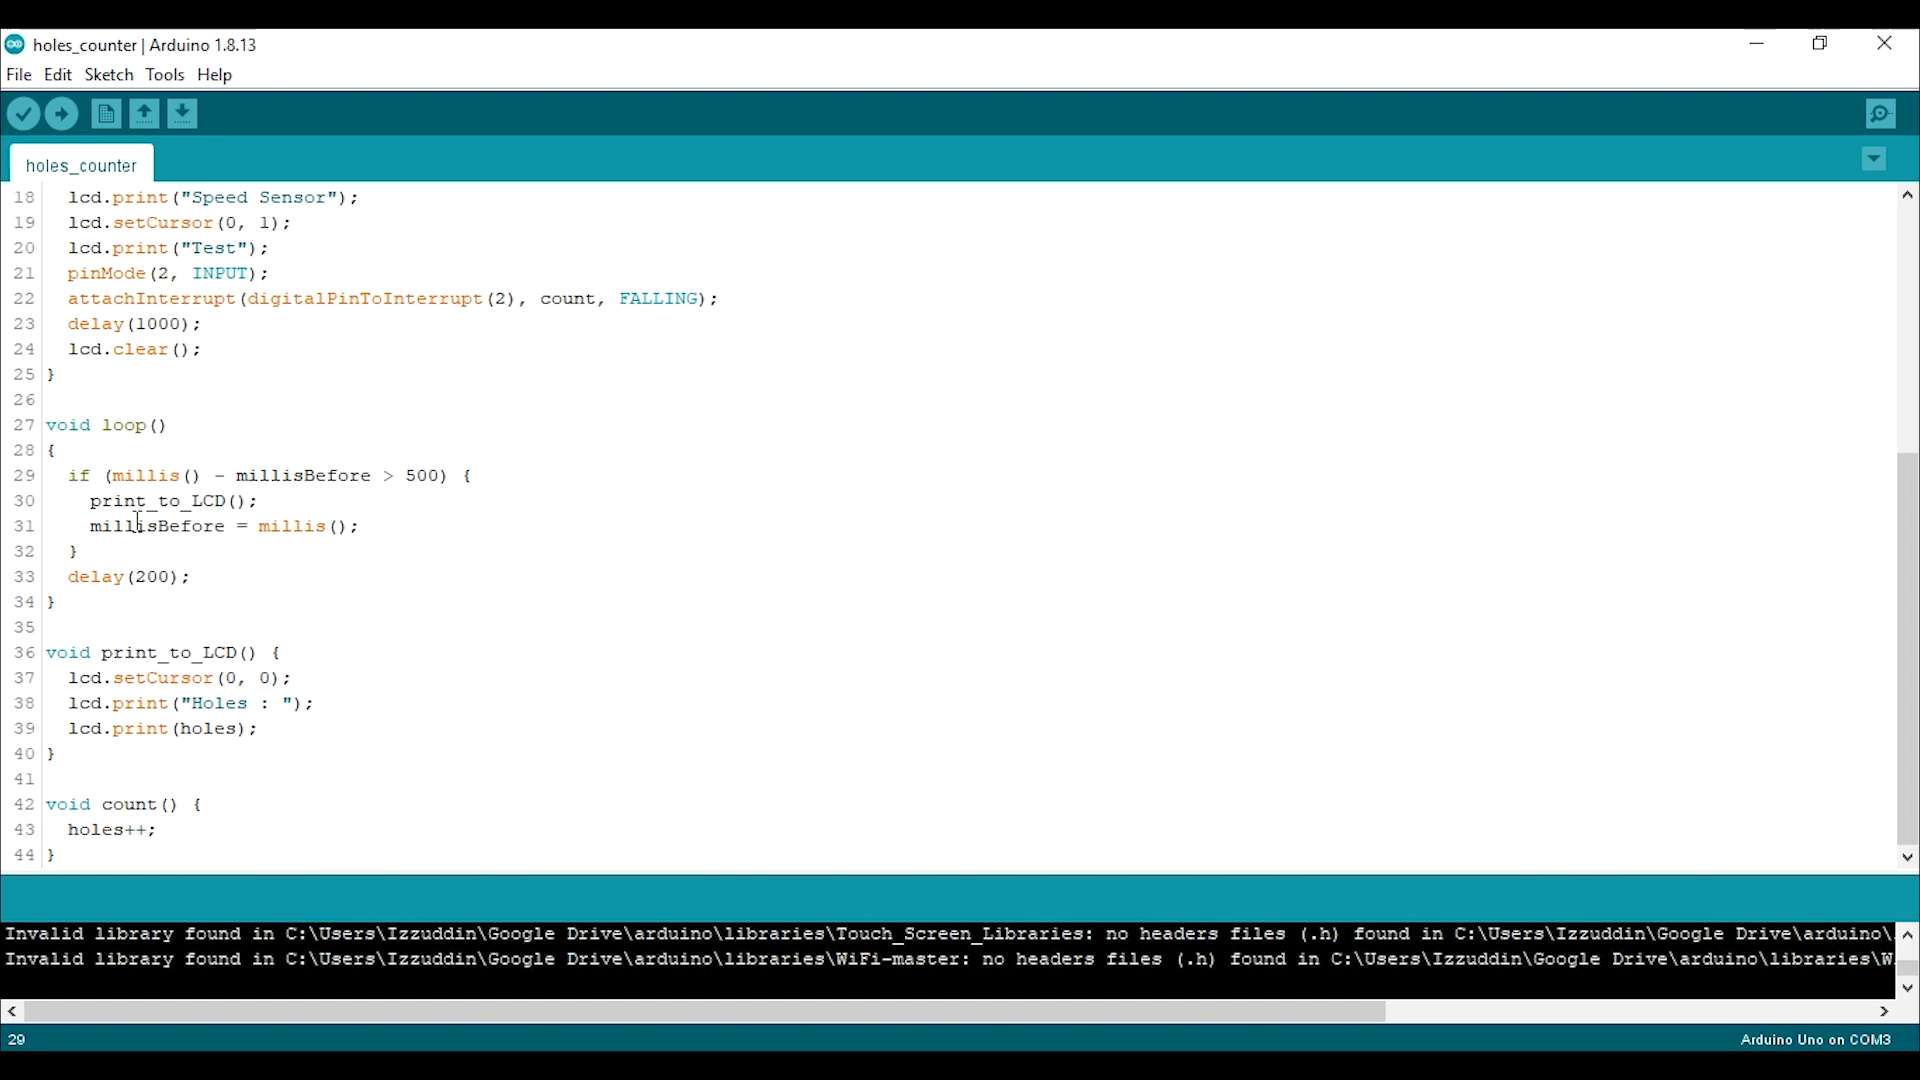 holes_counter | Arduino 1.8.13
File Edit Sketch Tools Help
holes_counter
18 lcd.print("Speed Sensor");
19 lcd.setCursor(0, 1);
20 lcd.print("Test");
21 pinMode(2, INPUT);
22 attachInterrupt(digitalPinToInterrupt(2), count, FALLING);
23 delay(1000);
24 lcd.clear();
25 }
26
27 void loop()
28 {
29 if (millis() - millisBefore > 500) {
30 print_to_LCD();
31 millisBefore = millis();
32 }
33 delay(200);
34 }
35
36 void print_to_LCD() {
37 lcd.setCursor(0, 0);
38 lcd.print("Holes : ");
39 lcd.print(holes);
40 }
41
42 void count() {
43 holes++;
44 }
Invalid library found in C:\Users\Izzuddin\Google Drive\arduino\libraries\Touch_Screen_Libraries: no headers files (.h) found in C:\Users\Izzuddin\Google Drive\arduino\
Invalid library found in C:\Users\Izzuddin\Google Drive\arduino\libraries\WiFi-master: no headers files (.h) found in C:\Users\Izzuddin\Google Drive\arduino\libraries\W
29
Arduino Uno on COM3